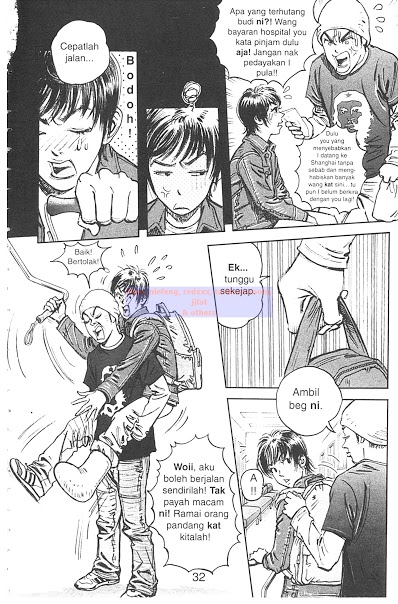 Apa yang terhutang
budi ni?! Wang
bayaran hospital you
kata pinjam dulu
aja! Jangan nak
pedayakan I
pula!!
Dulu
you yang
menyebabkan
I datang ke
Shanghai tanpa
sebab dan meng-
habiskan banyak
wang kat sini... tu
pun I belum berkira
dengan you lagi!
Bodoh!
Cepatlah
jalan...
Ek...
tunggu
sekejap.
Baik!
Bertolak!
jilat
& others
Ambil
beg ni.
A
!!
Woii, aku
boleh berjalan
sendirilah! Tak
payah macam
ni! Ramai orang
pandang kat
kitalah!
32